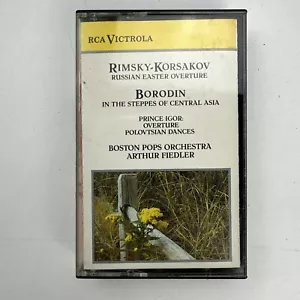 RCA VICTROLA
RIMSKY-KORSAKOV
RUSSIAN EASTER OVERTURE
BORODIN
IN THE STEPPES OF CENTRAL ASIA
PRINCE IGOR:
OVERTURE
POLOVTSIAN DANCES
BOSTON POPS ORCHESTRA
ARTHUR FIEDLER